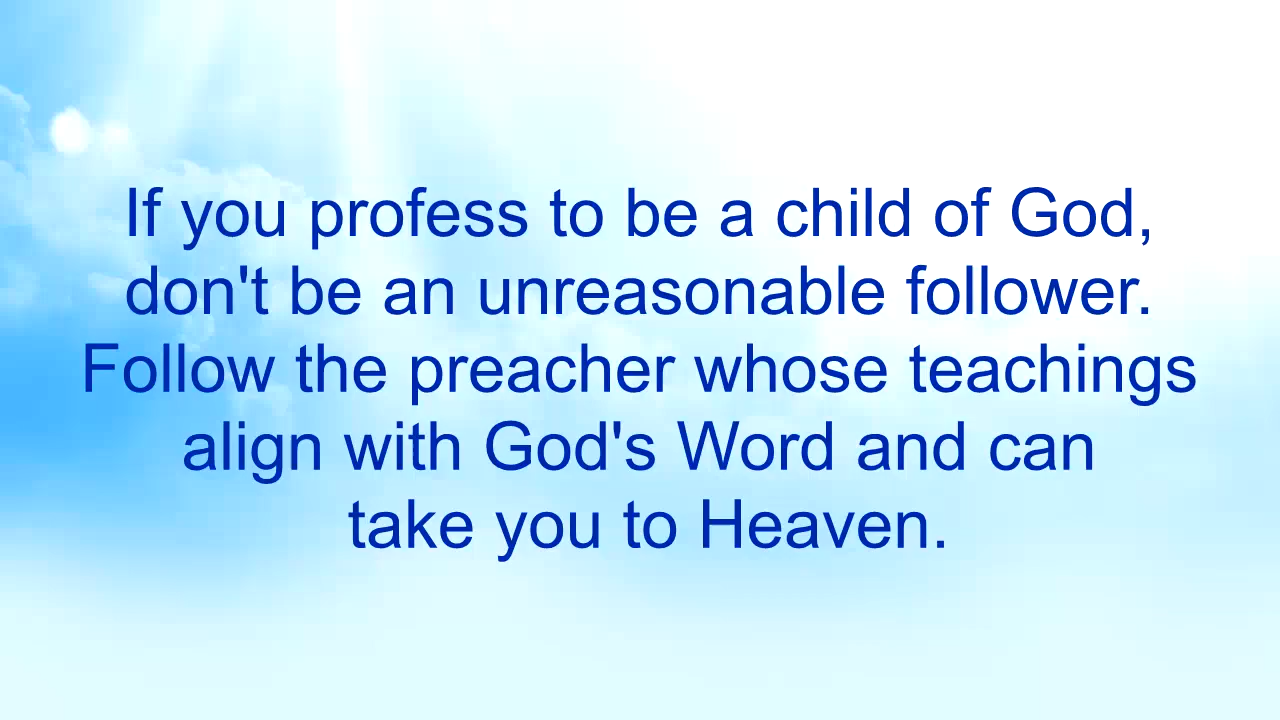 If you profess to be a child of God,
don't be an unreasonable follower.
Follow the preacher whose teachings
align with God's Word and can
take you to Heaven.